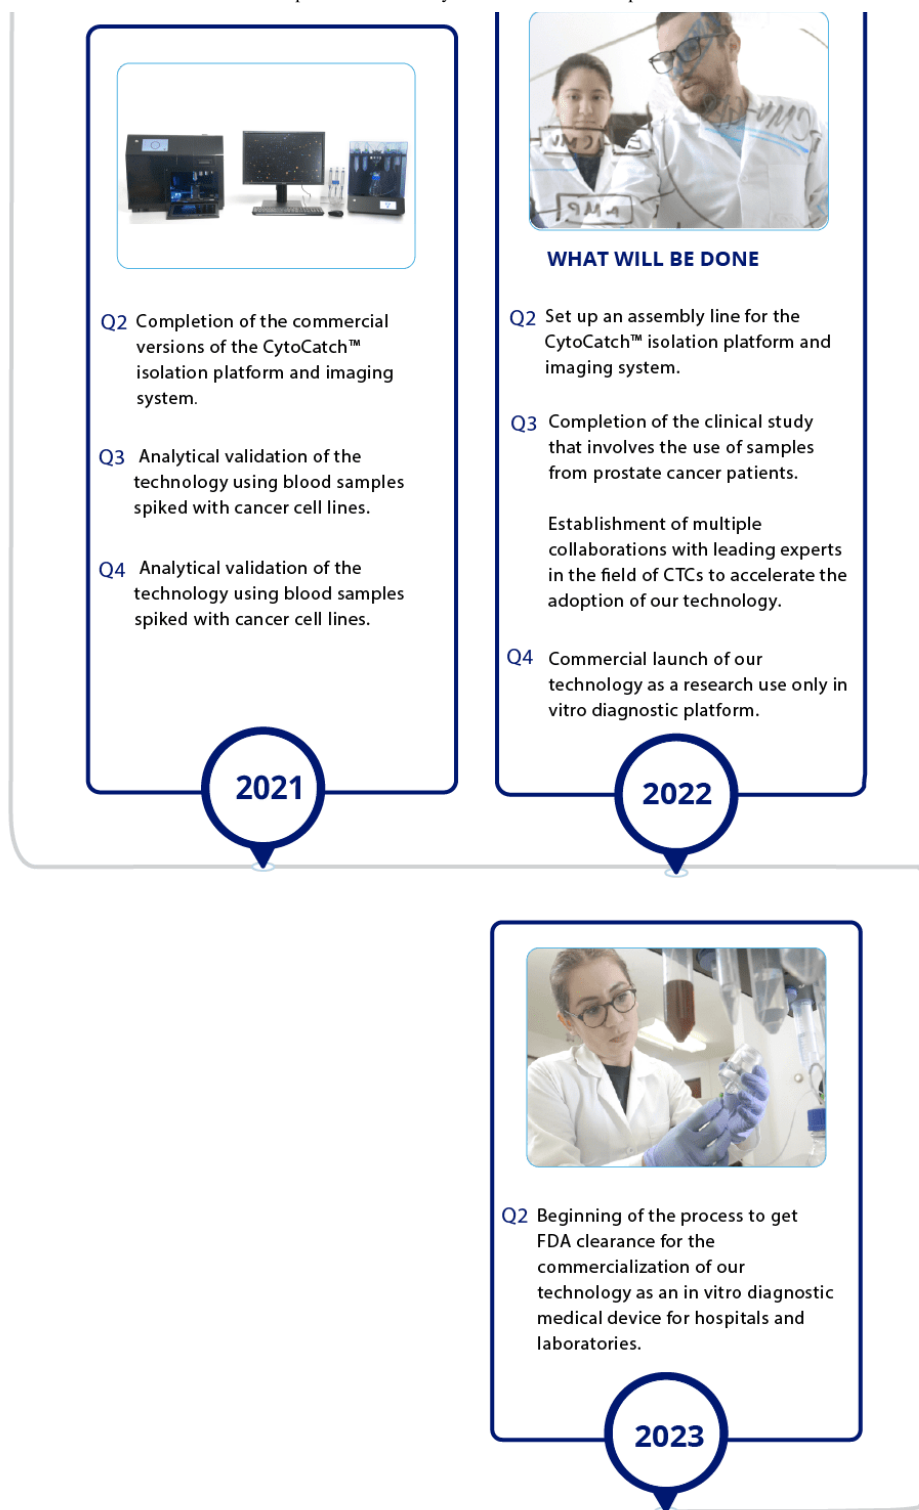 Q2 Completion of the commercial
versions of the CytoCatch™
isolation platform and imaging
system.
Q3 Analytical validation of the
technology using blood samples
spiked with cancer cell lines.
Q4 Analytical validation of the
technology using blood samples
spiked with cancer cell lines.
2021
WHAT WILL BE DONE
Q2 Set up an assembly line for the
CytoCatch™ isolation platform and
imaging system.
Q3 Completion of the clinical study
that involves the use of samples
from prostate cancer patients.
Establishment of multiple
collaborations with leading experts
in the field of CTCs to accelerate the
adoption of our technology.
Q4 Commercial launch of our
technology as a research use only in
vitro diagnostic platform.
2022
Q2 Beginning of the process to get
FDA clearance for the
commercialization of our
technology as an in vitro diagnostic
medical device for hospitals and
laboratories.
2023